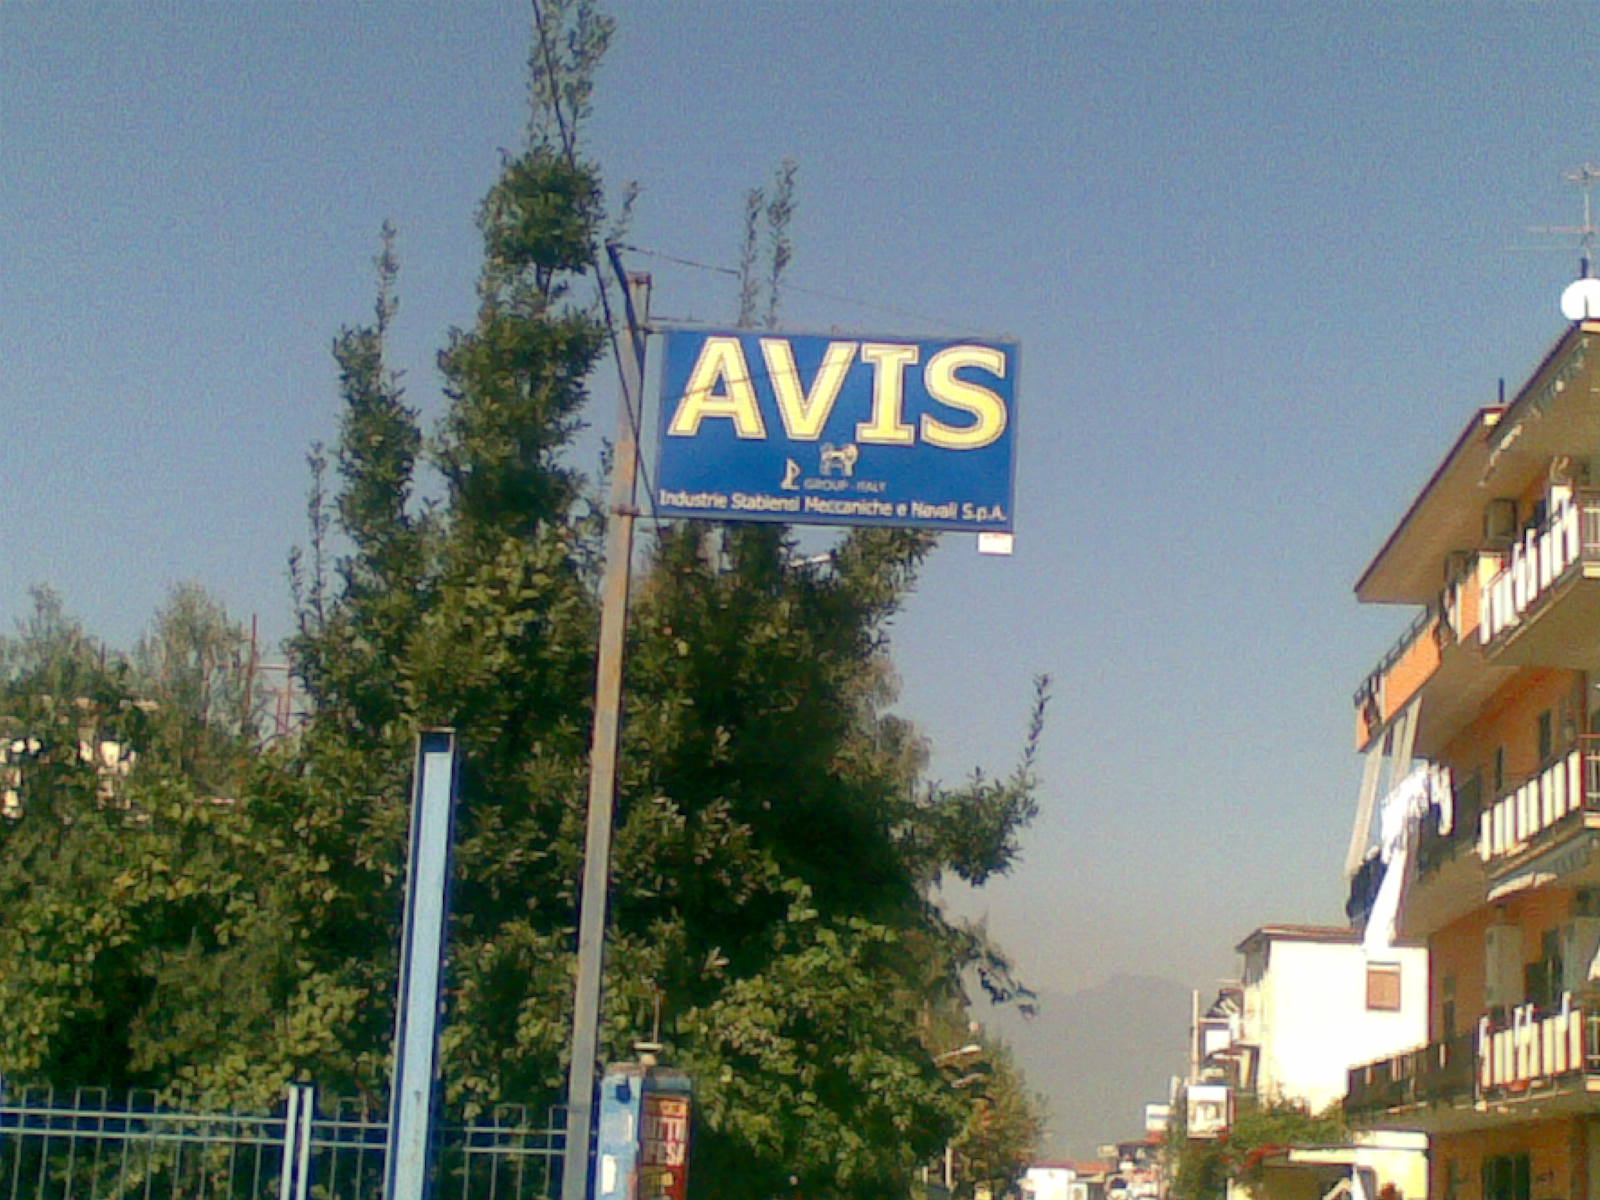 AVIS
GROUP - ITALY
Industrie Stabiensi Meccaniche e Navali S.p.A.